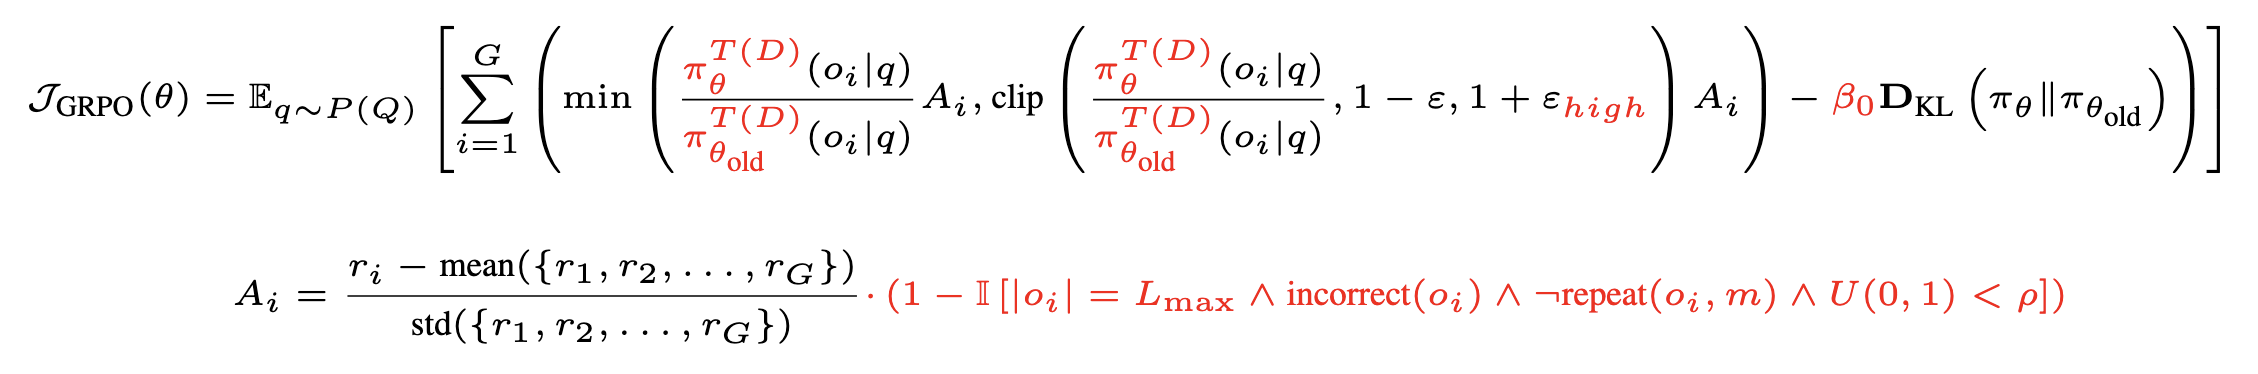 𝒥_GRPO(θ) = 𝔼_{q∼P(Q)} [ ∑_{i=1}^{G} ( min ( π_θ^{T(D)}(o_i|q) / π_{θ_old}^{T(D)}(o_i|q) A_i, clip ( π_θ^{T(D)}(o_i|q) / π_{θ_old}^{T(D)}(o_i|q), 1 − ε, 1 + ε_{high} ) A_i ) − β_0 𝐃_KL ( π_θ ∥ π_{θ_old} ) ) ]
A_i = (r_i − mean({r_1, r_2, . . . , r_G})) / (std({r_1, r_2, . . . , r_G})) · (1 − 𝕀 [|o_i| = L_max ∧ incorrect(o_i) ∧ ¬repeat(o_i, m) ∧ U(0, 1) < ρ])